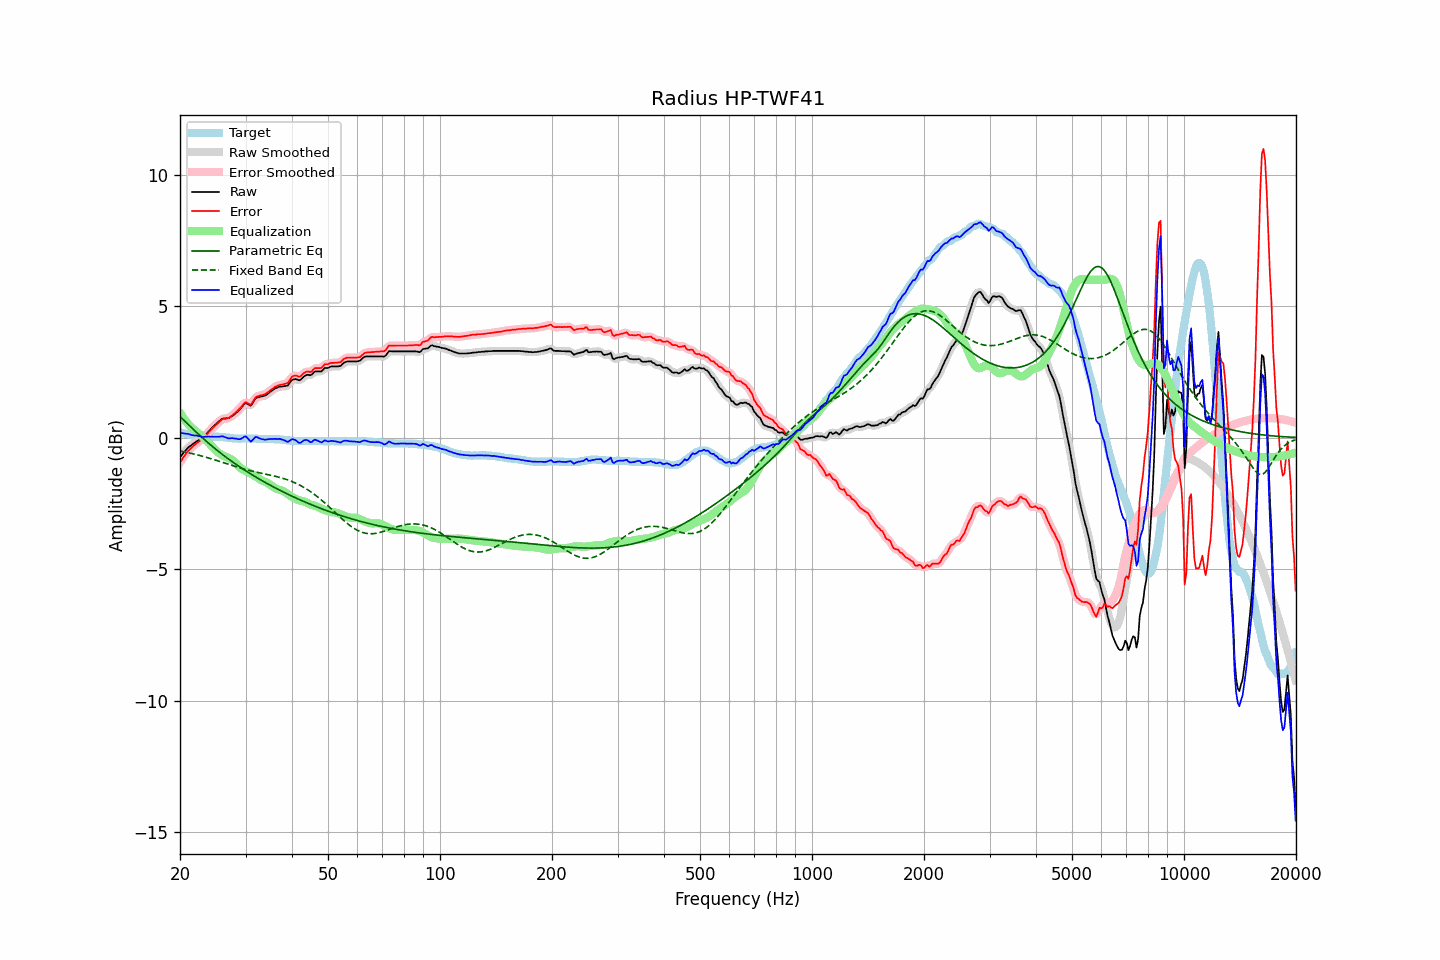 Radius HP-TWF41
Target
Raw Smoothed
Error Smoothed
Raw
Error
Equalization
Parametric Eq
Fixed Band Eq
Equalized
Amplitude (dBr)
10
5
0
−5
−10
−15
20
50
100
200
500
1000
2000
5000
10000
20000
Frequency (Hz)